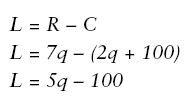 L = R – C
L = 7q – (2q + 100)
L = 5q – 100